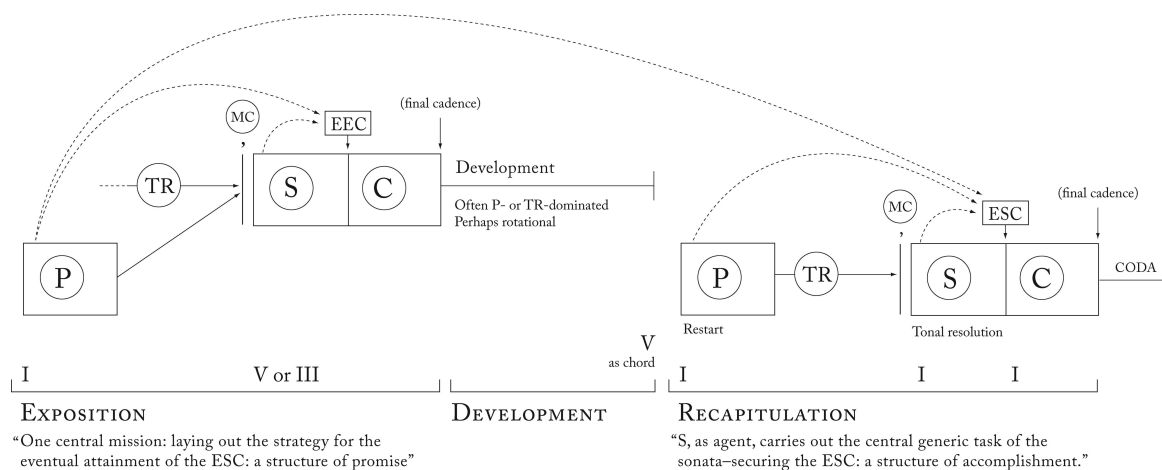 (final cadence)
MC
,
EEC
TR
S
C
Development
Often P- or TR-dominated
Perhaps rotational
P
(final cadence)
MC
,
ESC
P
TR
S
C
CODA
Restart
Tonal resolution
V
as chord
I
V or III
I
I
I
EXPOSITION
DEVELOPMENT
RECAPITULATION
“One central mission: laying out the strategy for the
eventual attainment of the ESC: a structure of promise”
“S, as agent, carries out the central generic task of the
sonata–securing the ESC: a structure of accomplishment.”